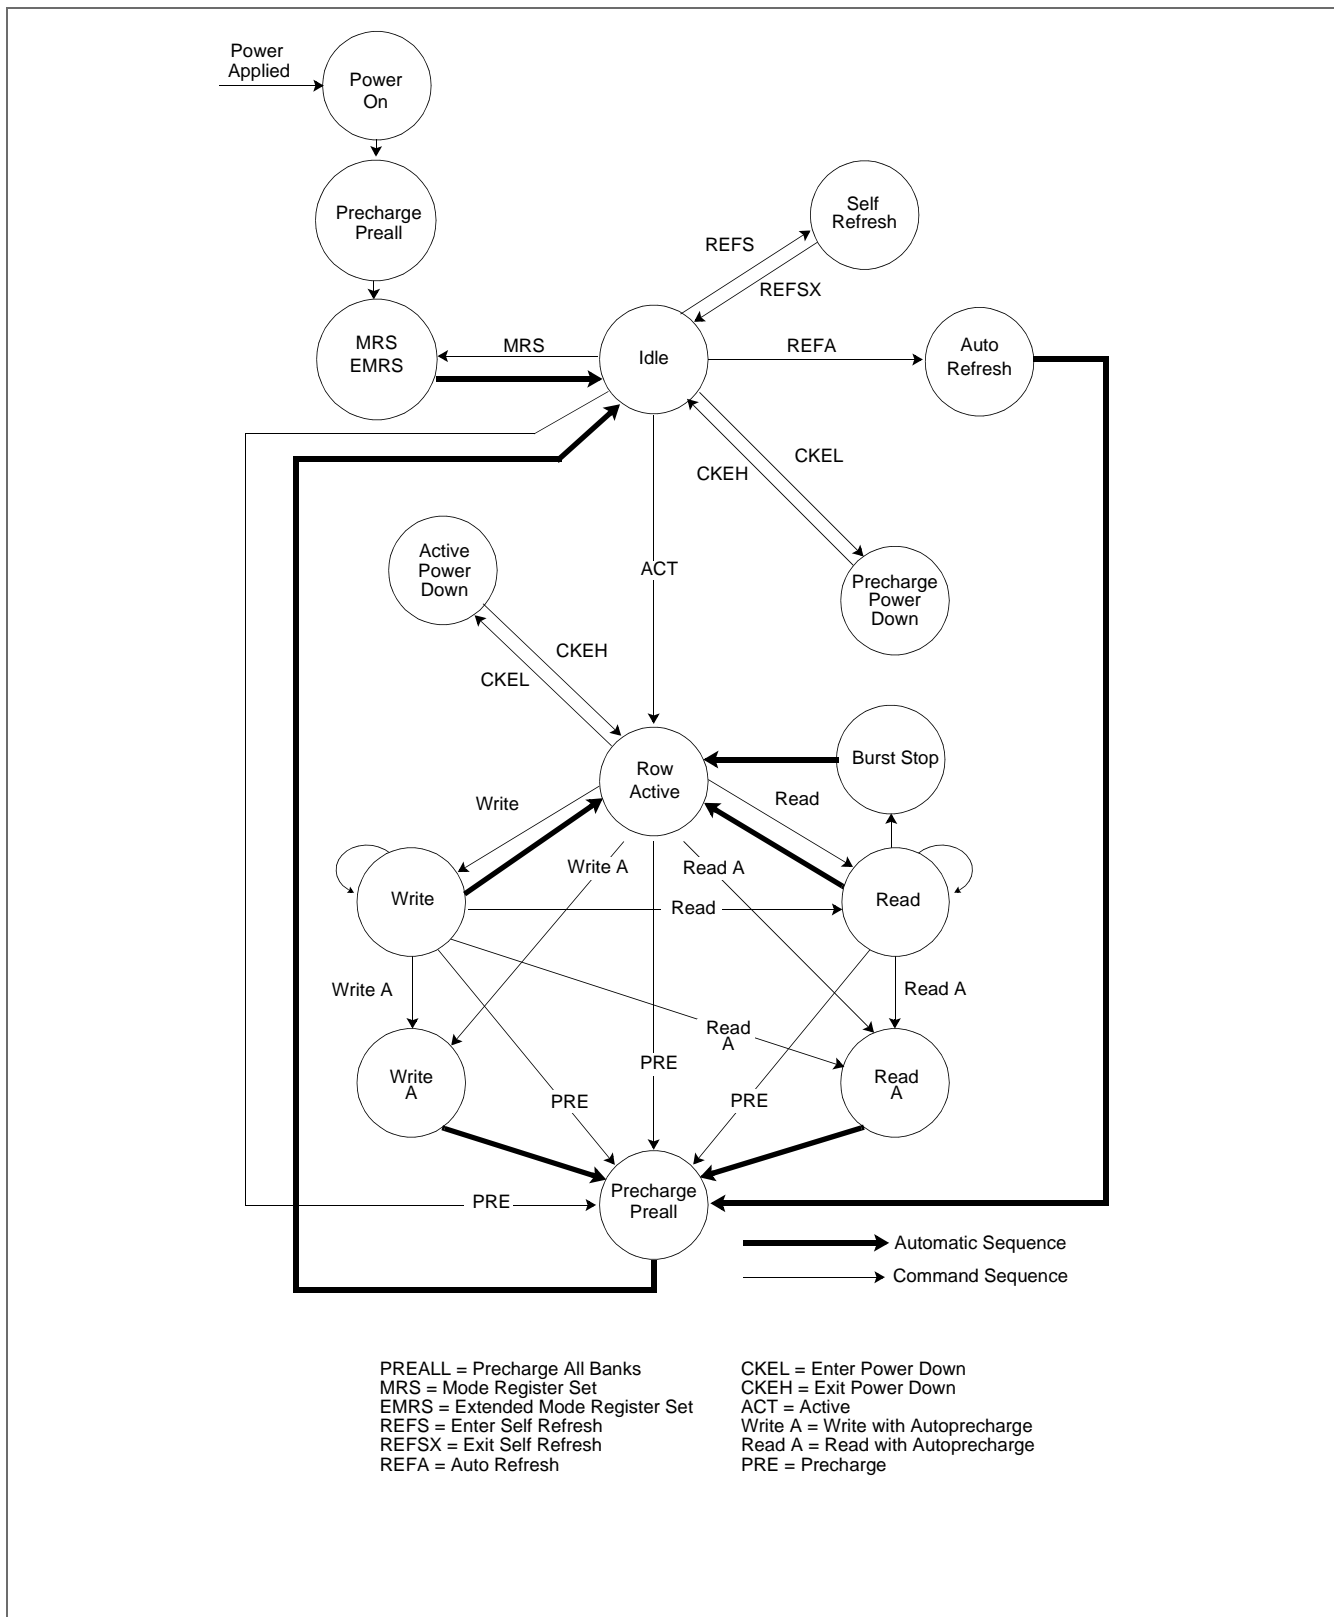 Power
Applied
Power
On
Precharge
Preall
Self
Refresh
REFS
REFSX
MRS
EMRS
MRS
Idle
REFA
Auto
Refresh
CKEL
CKEH
Active
Power
Down
ACT
Precharge
Power
Down
CKEH
CKEL
Burst Stop
Row
Active
Write
Read
Write A
Read A
Write
Read
Read
Write A
Read A
Read
A
PRE
Write
A
Read
A
PRE
PRE
Precharge
Preall
PRE
Automatic Sequence
Command Sequence
PREALL = Precharge All Banks
MRS = Mode Register Set
EMRS = Extended Mode Register Set
REFS = Enter Self Refresh
REFSX = Exit Self Refresh
REFA = Auto Refresh
CKEL = Enter Power Down
CKEH = Exit Power Down
ACT = Active
Write A = Write with Autoprecharge
Read A = Read with Autoprecharge
PRE = Precharge